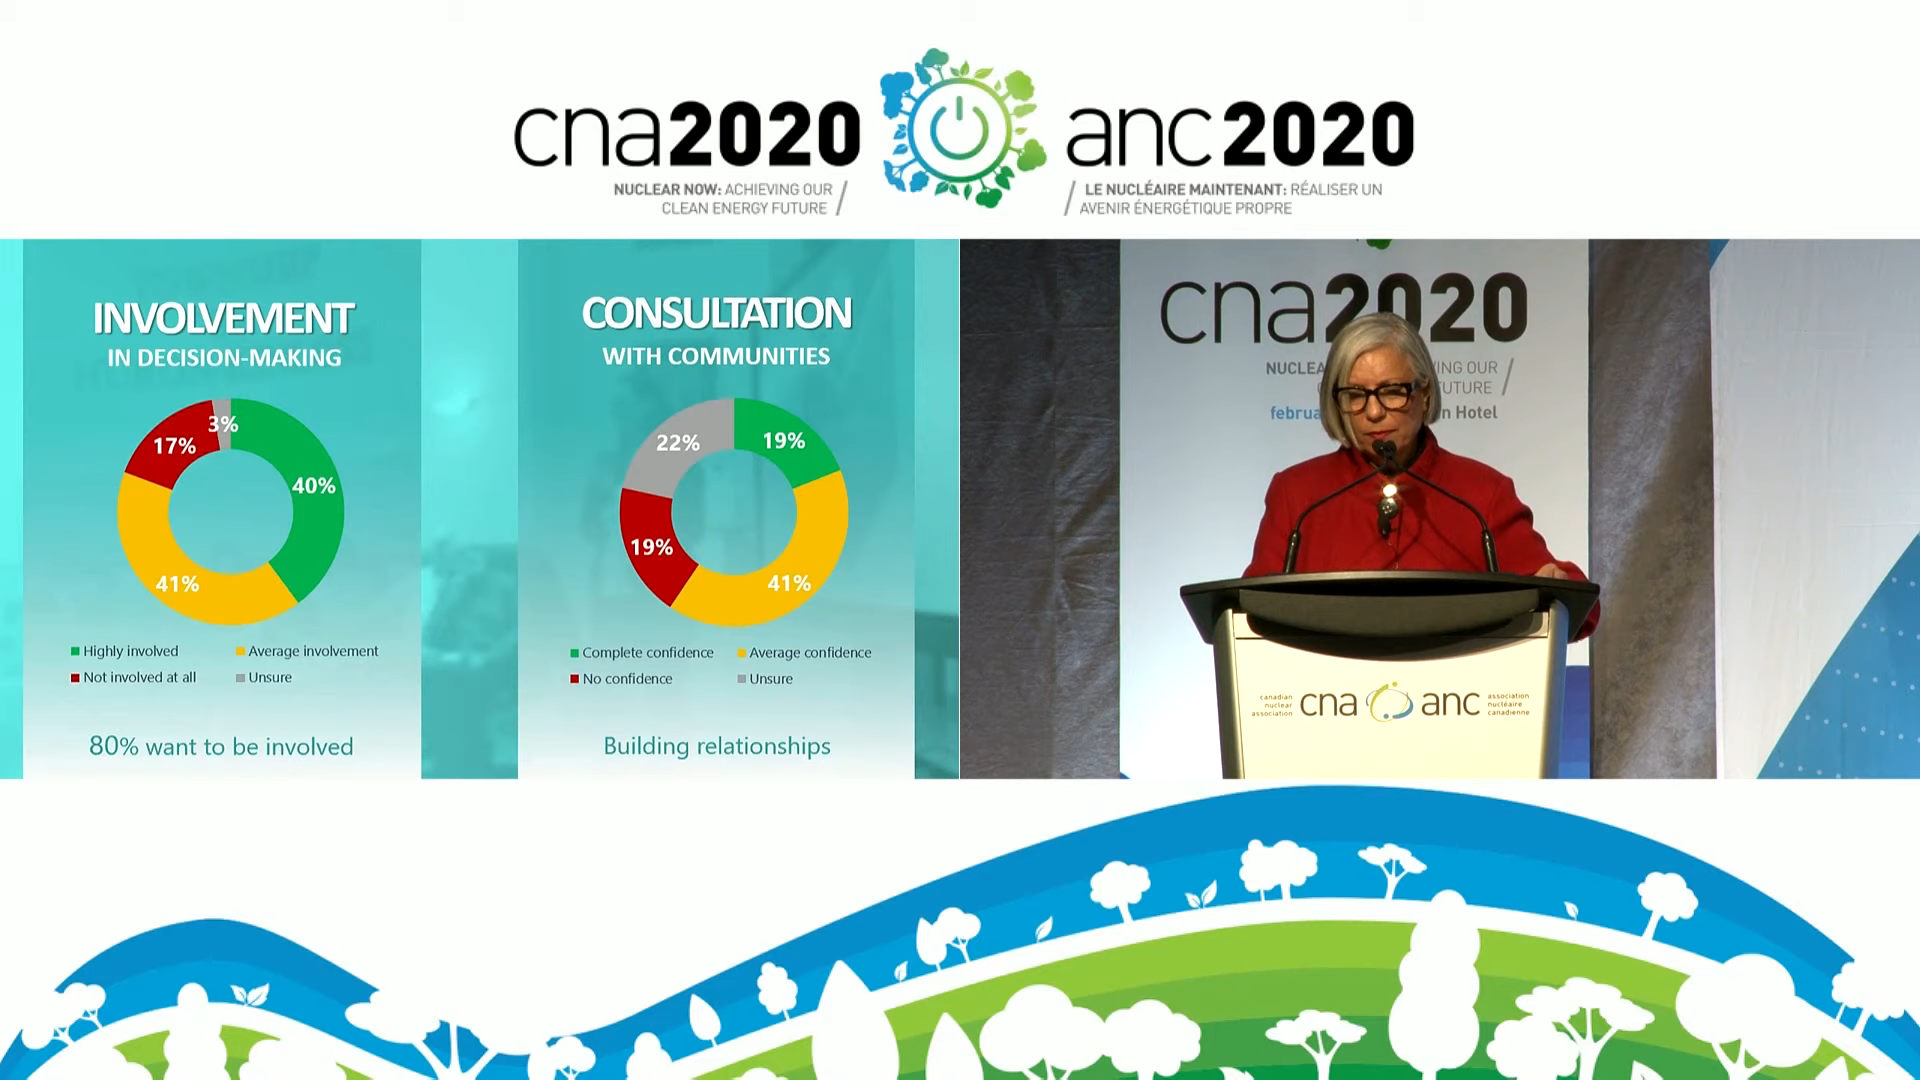 cna2020
NUCLEAR NOW: ACHIEVING OUR
CLEAN ENERGY FUTURE
anc2020
LE NUCLÉAIRE MAINTENANT: RÉALISER UN
AVENIR ÉNERGÉTIQUE PROPRE
INVOLVEMENT
IN DECISION-MAKING
3%
17%
40%
41%
Highly involved
Average involvement
Not involved at all
Unsure
80% want to be involved
CONSULTATION
WITH COMMUNITIES
22%
19%
19%
41%
Complete confidence
Average confidence
No confidence
Unsure
Building relationships
cna2020
NUCLEA ING OUR
UTURE
februa n Hotel
canadian
nuclear
association
cna anc
association
nucléaire
canadienne